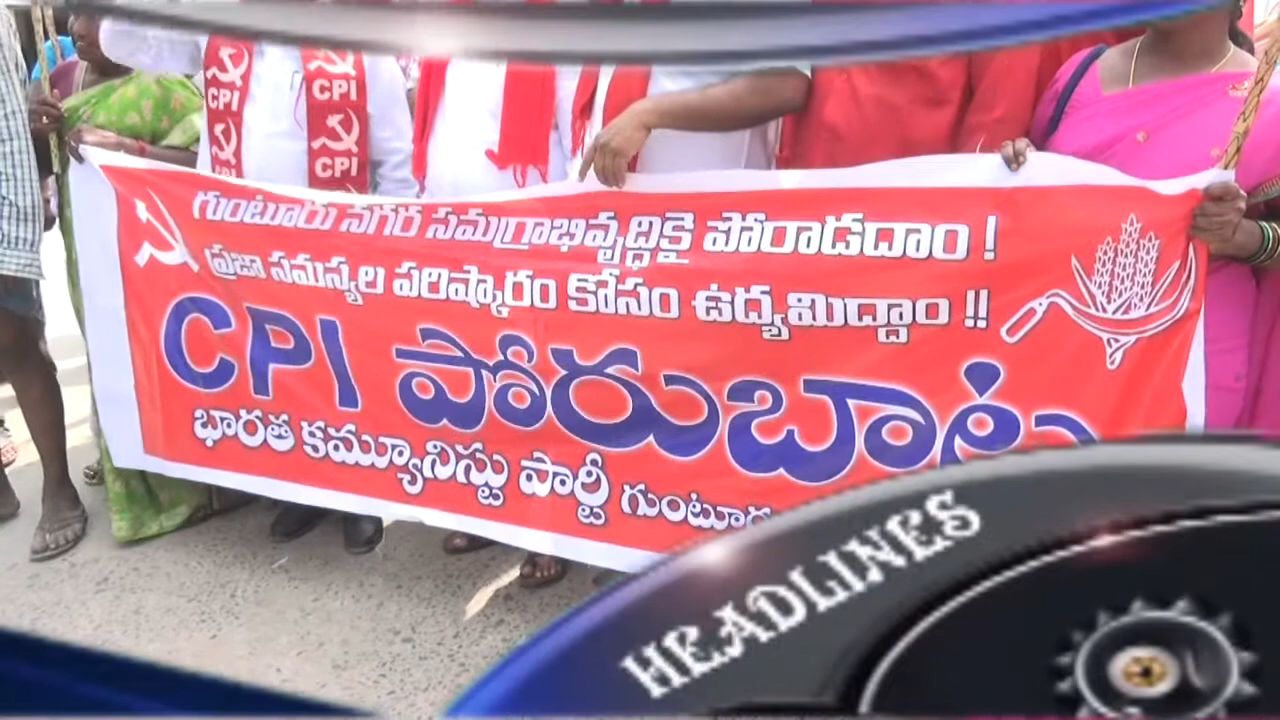 CPI
CPI
CPI
CPI
గుంటూరు నగర సమగ్రాభివృద్ధికై పోరాడదాం !
ప్రజా సమస్యల పరిష్కారం కోసం ఉద్యమిద్దాం !!
CPI పోరుబాట
భారత కమ్యూనిస్టు పార్టీ గుంటూరు
HEADLINES